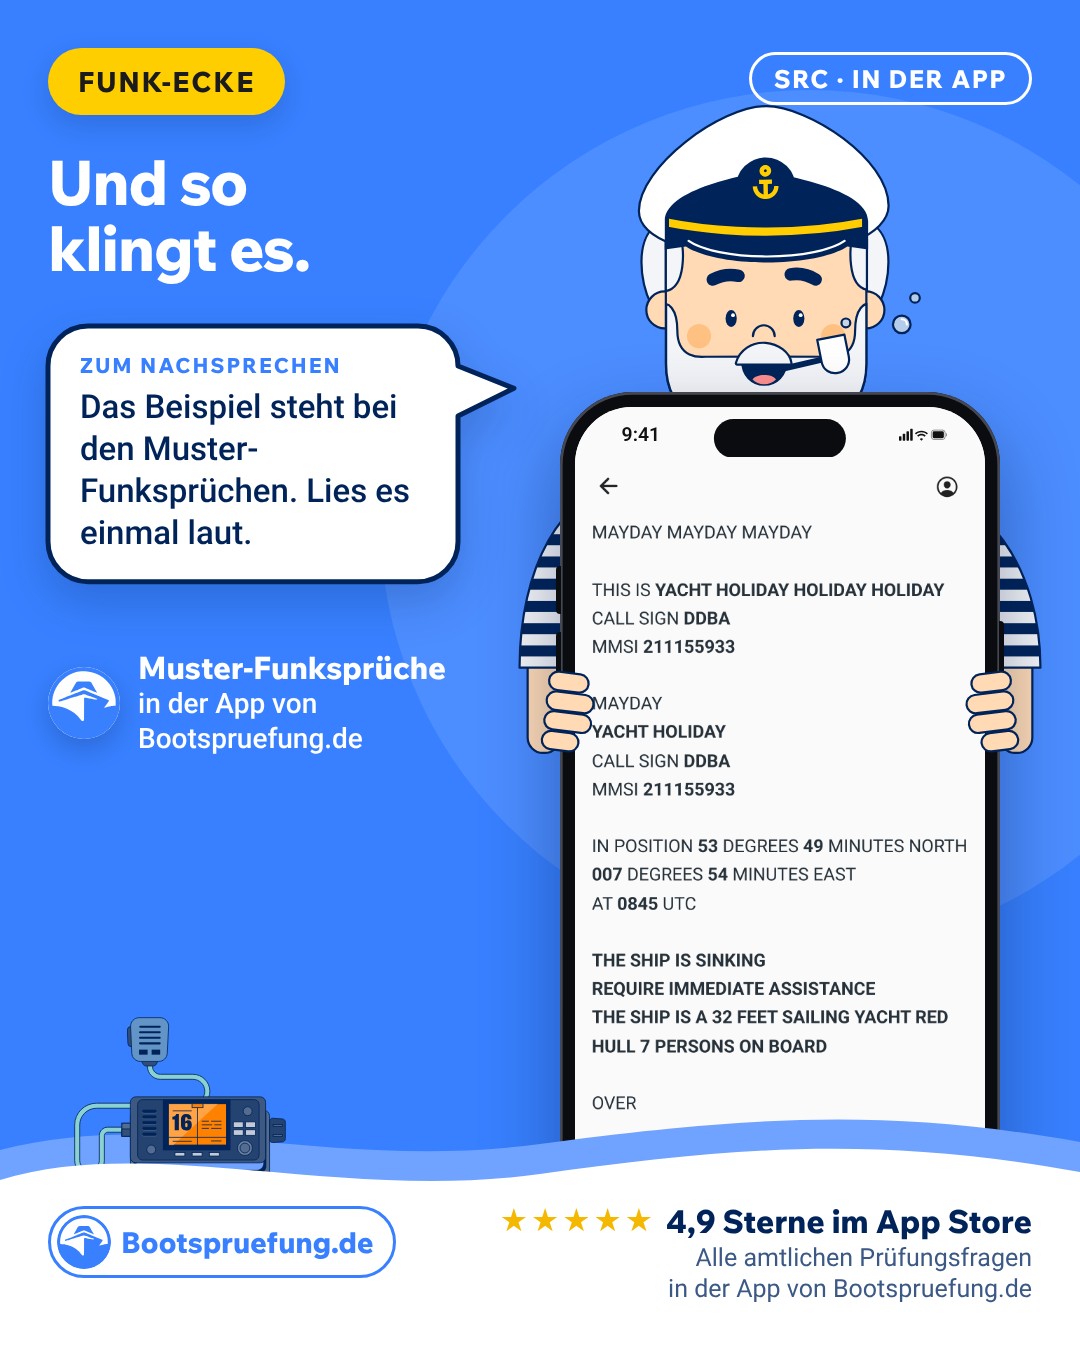 FUNK-ECKE
SRC · IN DER APP
Und so
klingt es.
ZUM NACHSPRECHEN
Das Beispiel steht bei
den Muster-
Funksprüchen. Lies es
einmal laut.
Muster-Funksprüche
in der App von
Bootspruefung.de
9:41
MAYDAY MAYDAY MAYDAY
THIS IS YACHT HOLIDAY HOLIDAY HOLIDAY
CALL SIGN DDBA
MMSI 211155933
MAYDAY
YACHT HOLIDAY
CALL SIGN DDBA
MMSI 211155933
IN POSITION 53 DEGREES 49 MINUTES NORTH
007 DEGREES 54 MINUTES EAST
AT 0845 UTC
THE SHIP IS SINKING
REQUIRE IMMEDIATE ASSISTANCE
THE SHIP IS A 32 FEET SAILING YACHT RED
HULL 7 PERSONS ON BOARD
OVER
16
Bootspruefung.de
4,9 Sterne im App Store
Alle amtlichen Prüfungsfragen
in der App von Bootspruefung.de